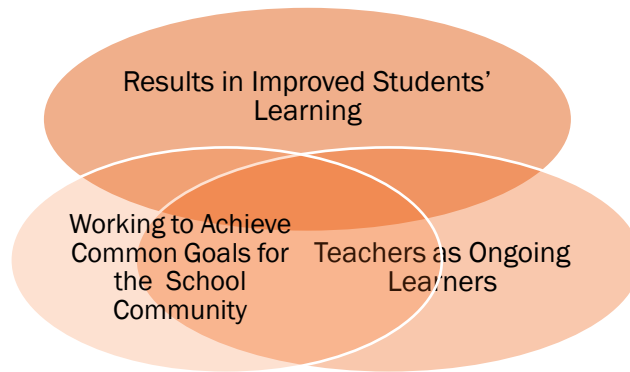 Results in Improved Students’
Learning
Working to Achieve
Common Goals for
the School
Community
Teachers as Ongoing
Learners